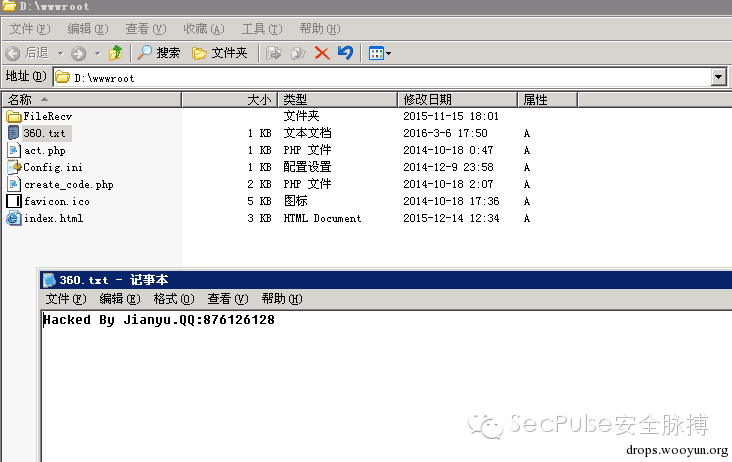 D:\wwwroot
文件(F) 编辑(E) 查看(V) 收藏(A) 工具(T) 帮助(H)
后退 搜索 文件夹
地址(D) D:\wwwroot
名称 大小 类型 修改日期 属性
FileRecv 文件夹 2015-11-15 18:01
360.txt 1 KB 文本文档 2016-3-6 17:50 A
act.php 1 KB PHP 文件 2014-10-18 0:47 A
Config.ini 1 KB 配置设置 2014-12-9 23:58 A
create_code.php 2 KB PHP 文件 2014-10-18 2:07 A
favicon.ico 5 KB 图标 2014-10-18 17:36 A
index.html 3 KB HTML Document 2015-12-14 12:34 A
360.txt - 记事本
文件(F) 编辑(E) 格式(O) 查看(V) 帮助(H)
Hacked By Jianyu.QQ:876126128
SecPulse安全脉搏
drops.wooyun.org